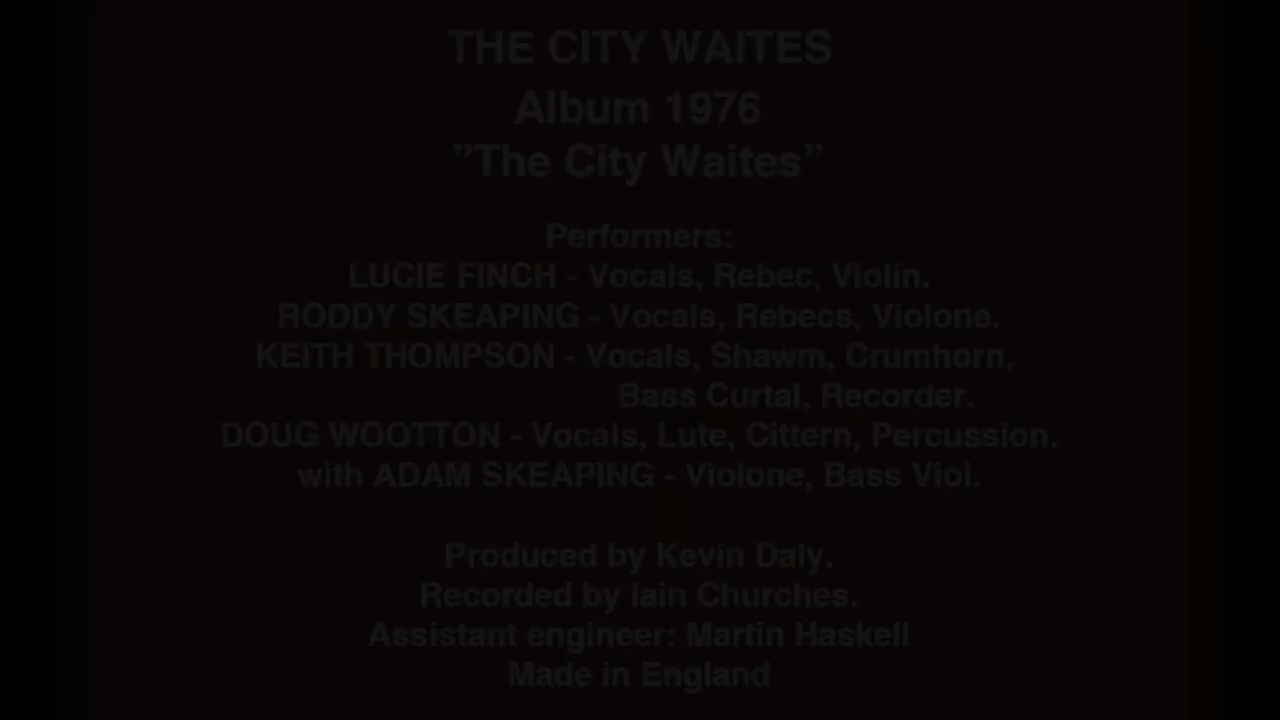 THE CITY WAITES
Album 1976
”The City Waites”
Performers:
LUCIE FINCH - Vocals, Rebec, Violin.
RODDY SKEAPING - Vocals, Rebecs, Violone.
KEITH THOMPSON - Vocals, Shawm, Crumhorn,
Bass Curtal, Recorder.
DOUG WOOTTON - Vocals, Lute, Cittern, Percussion.
with ADAM SKEAPING - Violone, Bass Viol.
Produced by Kevin Daly.
Recorded by Iain Churches.
Assistant engineer: Martin Haskell
Made in England